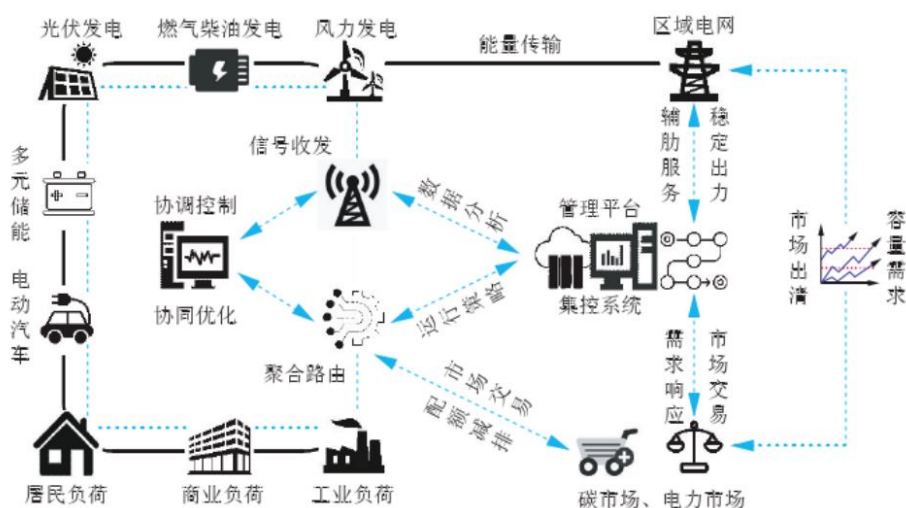 光伏发电
燃气柴油发电
风力发电
能量传输
区域电网
多元储能
电动汽车
信号收发
协调控制
协同优化
聚合路由
数据分析
运行策略
管理平台
集控系统
辅助服务
稳定出力
市场出清
容量需求
需求响应
市场交易
市场交易
配额减排
居民负荷
商业负荷
工业负荷
碳市场、电力市场